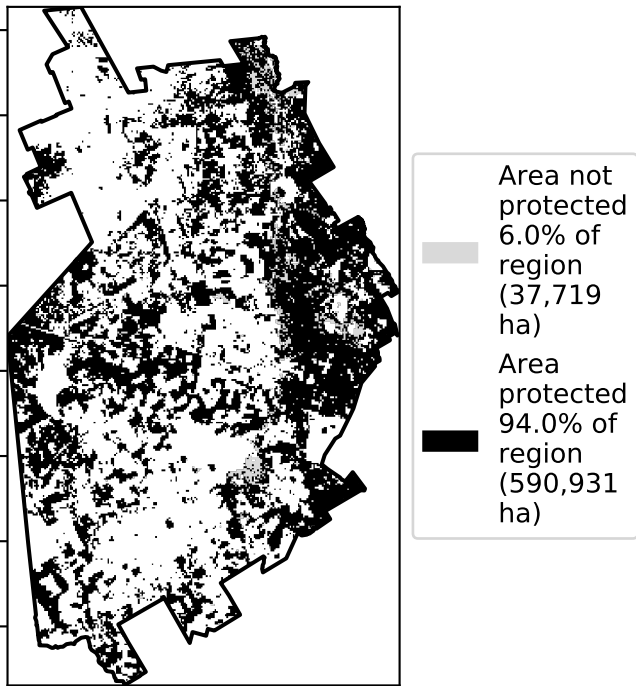 Area not
protected
6.0% of
region
(37,719
ha)
Area
protected
94.0% of
region
(590,931
ha)